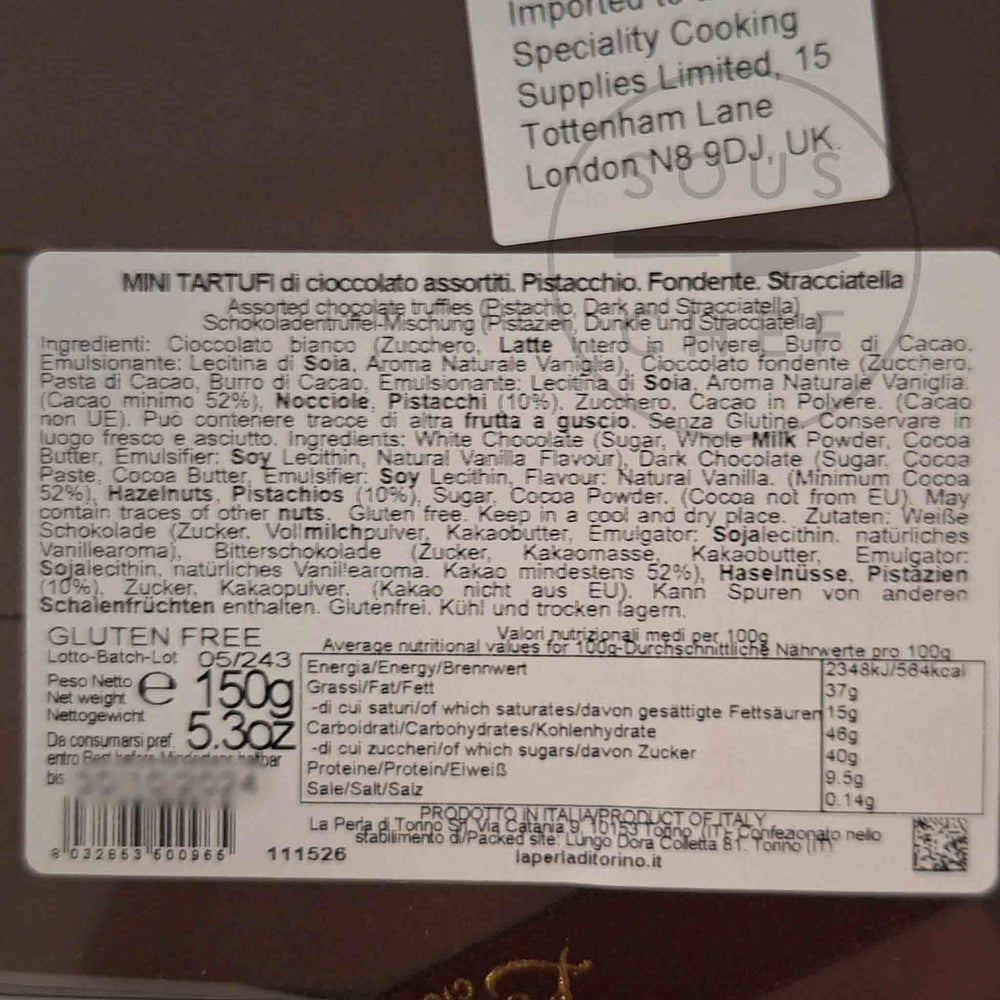 Speciality Cooking
Supplies Limited, 15
Tottenham Lane
London N8 9DJ, UK.
SOUS
CHEF
MINI TARTUFI di cioccolato assortiti. Pistacchio. Fondente. Stracciatella
Assorted chocolate truffles (Pistachio, Dark and Stracciatella)
Schokoladentrüffel-Mischung (Pistazien, Dunkle und Stracciatella)
Ingredienti: Cioccolato bianco (Zucchero, Latte Intero in Polvere, Burro di Cacao,
Emulsionante: Lecitina di Soia, Aroma Naturale Vaniglia), Cioccolato fondente (Zucchero,
Pasta di Cacao, Burro di Cacao, Emulsionante: Lecitina di Soia, Aroma Naturale Vaniglia.
(Cacao minimo 52%), Nocciole, Pistacchi (10%), Zucchero, Cacao in Polvere. (Cacao
non UE). Può contenere tracce di altra frutta a guscio. Senza Glutine. Conservare in
luogo fresco e asciutto. Ingredients: White Chocolate (Sugar, Whole Milk Powder, Cocoa
Butter, Emulsifier: Soy Lecithin, Natural Vanilla Flavour), Dark Chocolate (Sugar. Cocoa
Paste, Cocoa Butter, Emulsifier: Soy Lecithin, Flavour: Natural Vanilla. (Minimum Cocoa
52%), Hazelnuts, Pistachios (10%), Sugar, Cocoa Powder. (Cocoa not from EU). May
contain traces of other nuts. Gluten free. Keep in a cool and dry place. Zutaten: Weiße
Schokolade (Zucker, Vollmilchpulver, Kakaobutter, Emulgator: Sojalecithin. natürliches
Vanillearoma), Bitterschokolade (Zucker, Kakaomasse, Kakaobutter, Emulgator:
Sojalecithin, natürliches Vanillearoma. Kakao mindestens 52%), Haselnüsse, Pistazien
(10%), Zucker, Kakaopulver. (Kakao nicht aus EU). Kann Spuren von anderen
Schalenfrüchten enthalten. Glutenfrei. Kühl und trocken lagern.
GLUTEN FREE
Lotto-Batch-Lot 05/243
Peso Netto
Net weight
Nettogewicht
e 150g
5.3oz
Da consumarsi pref.
entro Best before
bis
Valori nutrizionali medi per 100g
Average nutritional values for 100g-Durchschnittliche Nährwerte pro 100g
Energia/Energy/Brennwert 2348kJ/564kcal
Grassi/Fat/Fett 37g
-di cui saturi/of which saturates/davon gesättigte Fettsäuren 15g
Carboidrati/Carbohydrates/Kohlenhydrate 46g
-di cui zuccheri/of which sugars/davon Zucker 40g
Proteine/Protein/Eiweiß 9.5g
Sale/Salt/Salz 0.14g
PRODOTTO IN ITALIA/PRODUCT OF ITALY
La Perla di Torino Srl Via Catania 9, 10153 Torino (IT)- Confezionato nello
stabilimento di/Packed site: Lungo Dora Colletta 81. Torino (IT)
laperladitorino.it
8 032853 500966
111526